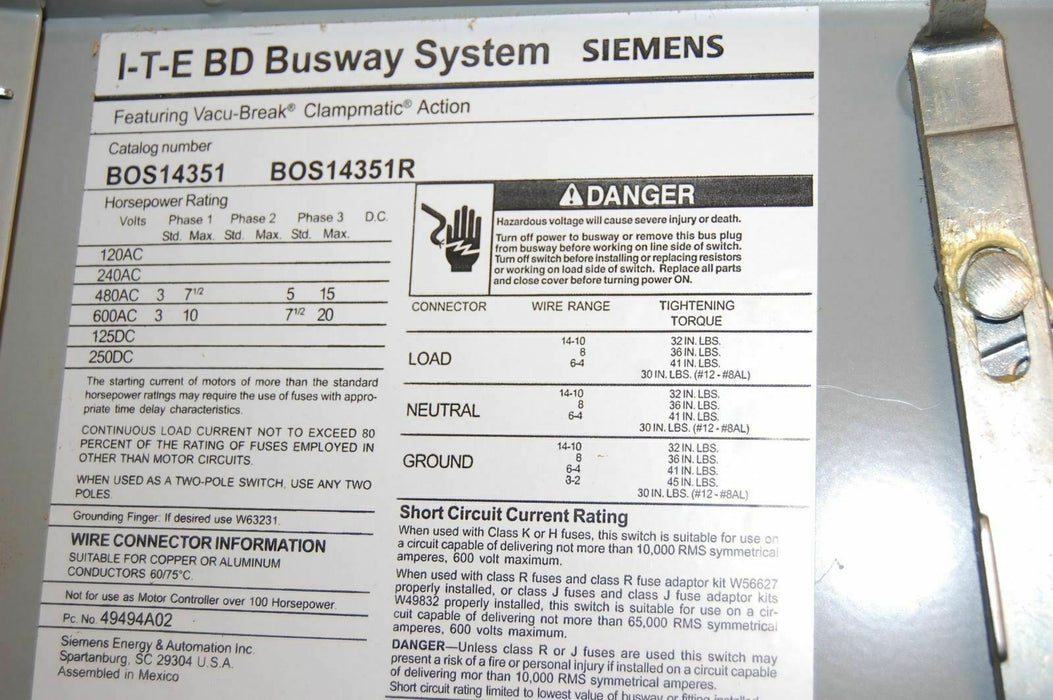 I-T-E BD Busway System SIEMENS
Featuring Vacu-Break® Clampmatic® Action
Catalog number
BOS14351 BOS14351R
Horsepower Rating
Volts Phase 1 Phase 2 Phase 3 D.C.
Std. Max. Std. Max. Std. Max.
120AC
240AC
480AC 3 7 1/2 5 15
600AC 3 10 7 1/2 20
125DC
250DC
The starting current of motors of more than the standard
horsepower ratings may require the use of fuses with appro-
priate time delay characteristics.
CONTINUOUS LOAD CURRENT NOT TO EXCEED 80
PERCENT OF THE RATING OF FUSES EMPLOYED IN
OTHER THAN MOTOR CIRCUITS.
WHEN USED AS A TWO-POLE SWITCH, USE ANY TWO
POLES.
Grounding Finger: If desired use W63231.
WIRE CONNECTOR INFORMATION
SUITABLE FOR COPPER OR ALUMINUM
CONDUCTORS 60/75°C.
Not for use as Motor Controller over 100 Horsepower.
Pc. No. 49494A02
Siemens Energy & Automation Inc.
Spartanburg, SC 29304 U.S.A.
Assembled in Mexico
⚠DANGER
Hazardous voltage will cause severe injury or death.
Turn off power to busway or remove this bus plug
from busway before working on line side of switch.
Turn off switch before installing or replacing resistors
or working on load side of switch. Replace all parts
and close cover before turning power ON.
CONNECTOR WIRE RANGE TIGHTENING
TORQUE
LOAD
14-10 32 IN. LBS.
8 36 IN. LBS.
6-4 41 IN. LBS.
30 IN. LBS. (#12 - #8AL)
NEUTRAL
14-10 32 IN. LBS.
8 36 IN. LBS.
6-4 41 IN. LBS.
30 IN. LBS. (#12 - #8AL)
GROUND
14-10 32 IN. LBS.
8 36 IN. LBS.
6-4 41 IN. LBS.
3-2 45 IN. LBS.
30 IN. LBS. (#12 - #8AL)
Short Circuit Current Rating
When used with Class K or H fuses, this switch is suitable for use on
a circuit capable of delivering not more than 10,000 RMS symmetrical
amperes, 600 volt maximum.
When used with class R fuses and class R fuse adaptor kit W56627
properly installed, or class J fuses and class J fuse adaptor kits
W49832 properly installed, this switch is suitable for use on a cir-
cuit capable of delivering not more than 65,000 RMS symmetrical
amperes, 600 volts maximum.
DANGER—Unless class R or J fuses are used this switch may
present a risk of a fire or personal injury if installed on a circuit capable
of delivering mor than 10,000 RMS symmetrical amperes.
Short circuit rating limited to lowest value of busway or fitting installed